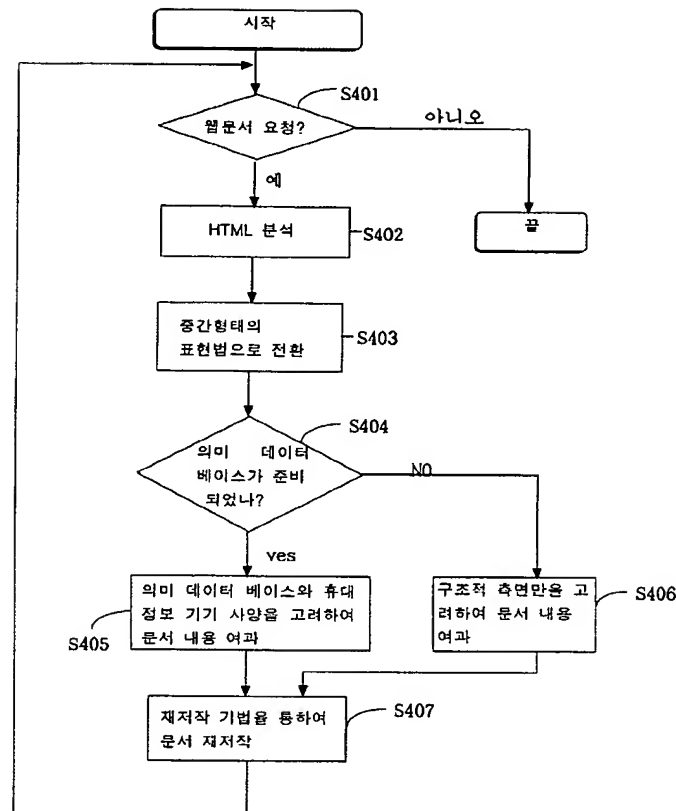 시작
S401
웹문서 요청?
아니오
예
끝
HTML 분석
S402
중간형태의
표현법으로 전환
S403
S404
의미 데이터
베이스가 준비
되었나?
NO
yes
의미 데이터 베이스와 휴대
정보 기기 사양을 고려하여
문서 내용 여과
S405
구조적 측면만을 고
려하여 문서 내용
여과
S406
재저작 기법을 통하여
문서 재저작
S407